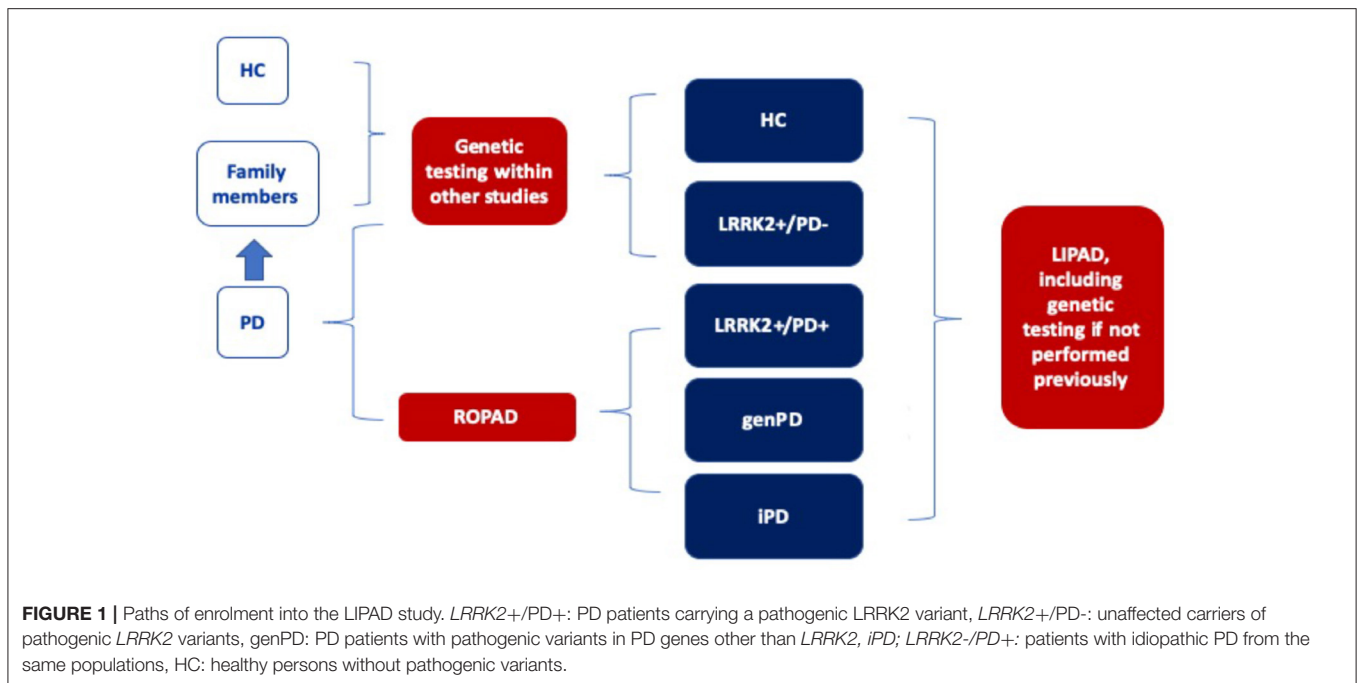 HC
Family
members
PD
Genetic
testing within
other studies
ROPAD
HC
LRRK2+/PD-
LRRK2+/PD+
genPD
iPD
LIPAD,
including
genetic
testing if not
performed
previously
FIGURE 1 | Paths of enrolment into the LIPAD study. LRRK2+/PD+: PD patients carrying a pathogenic LRRK2 variant, LRRK2+/PD-: unaffected carriers of
pathogenic LRRK2 variants, genPD: PD patients with pathogenic variants in PD genes other than LRRK2, iPD; LRRK2-/PD+: patients with idiopathic PD from the
same populations, HC: healthy persons without pathogenic variants.